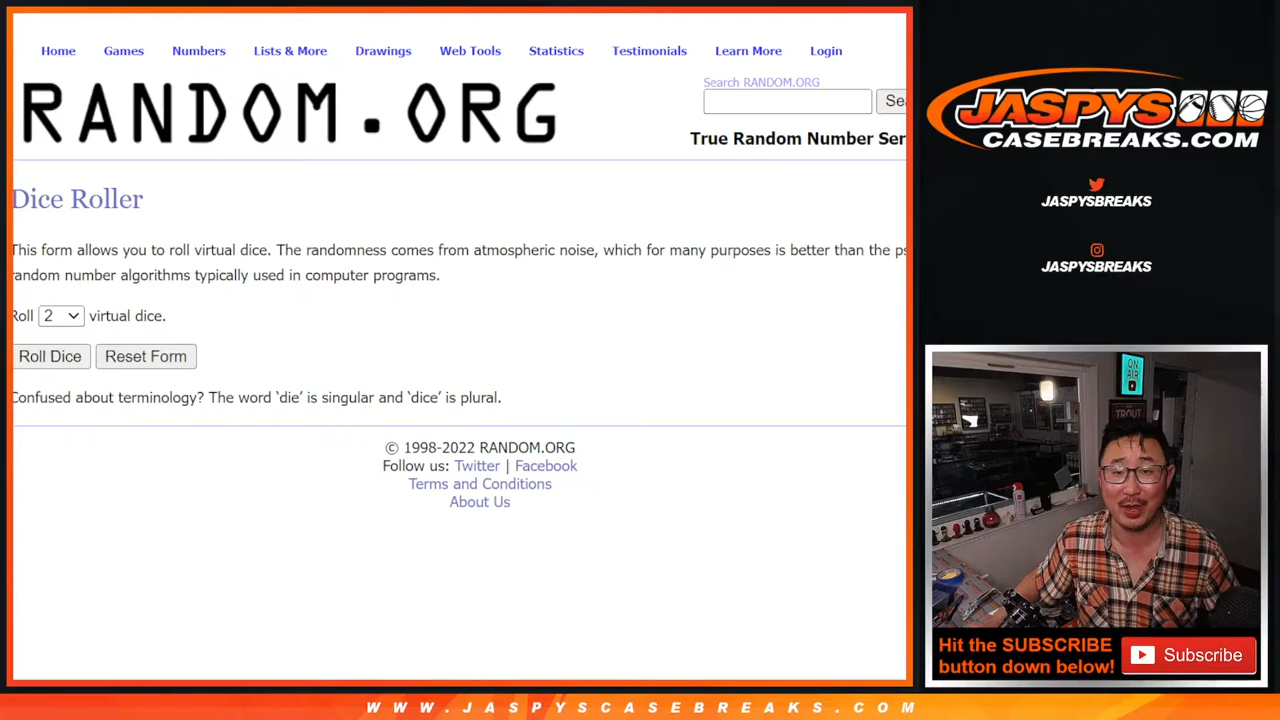 Home Games Numbers Lists & More Drawings Web Tools Statistics Testimonials Learn More Login
RANDOM.ORG
Search RANDOM.ORG
Sea
True Random Number Ser
Dice Roller
This form allows you to roll virtual dice. The randomness comes from atmospheric noise, which for many purposes is better than the ps
random number algorithms typically used in computer programs.
Roll 2 virtual dice.
Roll Dice Reset Form
Confused about terminology? The word ‘die’ is singular and ‘dice’ is plural.
© 1998-2022 RANDOM.ORG
Follow us: Twitter | Facebook
Terms and Conditions
About Us
JASPYS
CASEBREAKS.COM
JASPYSBREAKS
JASPYSBREAKS
ON
AIR
TROUT
Hit the SUBSCRIBE
button down below!
Subscribe
WWW.JASPYSCASEBREAKS.COM